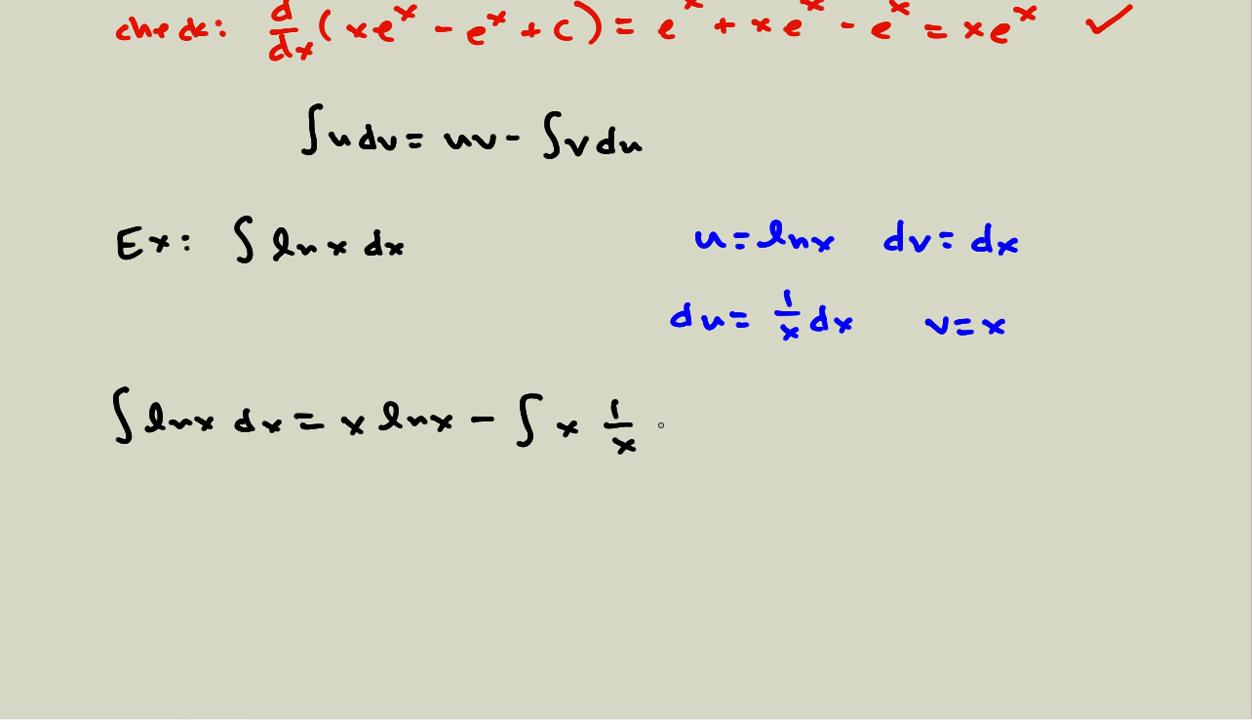 check: d/dx (xe^x - e^x + C) = e^x + xe^x - e^x = xe^x ✓
∫u dv = uv - ∫v du
Ex: ∫ ln x dx
u = ln x dv = dx
du = 1/x dx v = x
∫ ln x dx = x ln x - ∫ x 1/x